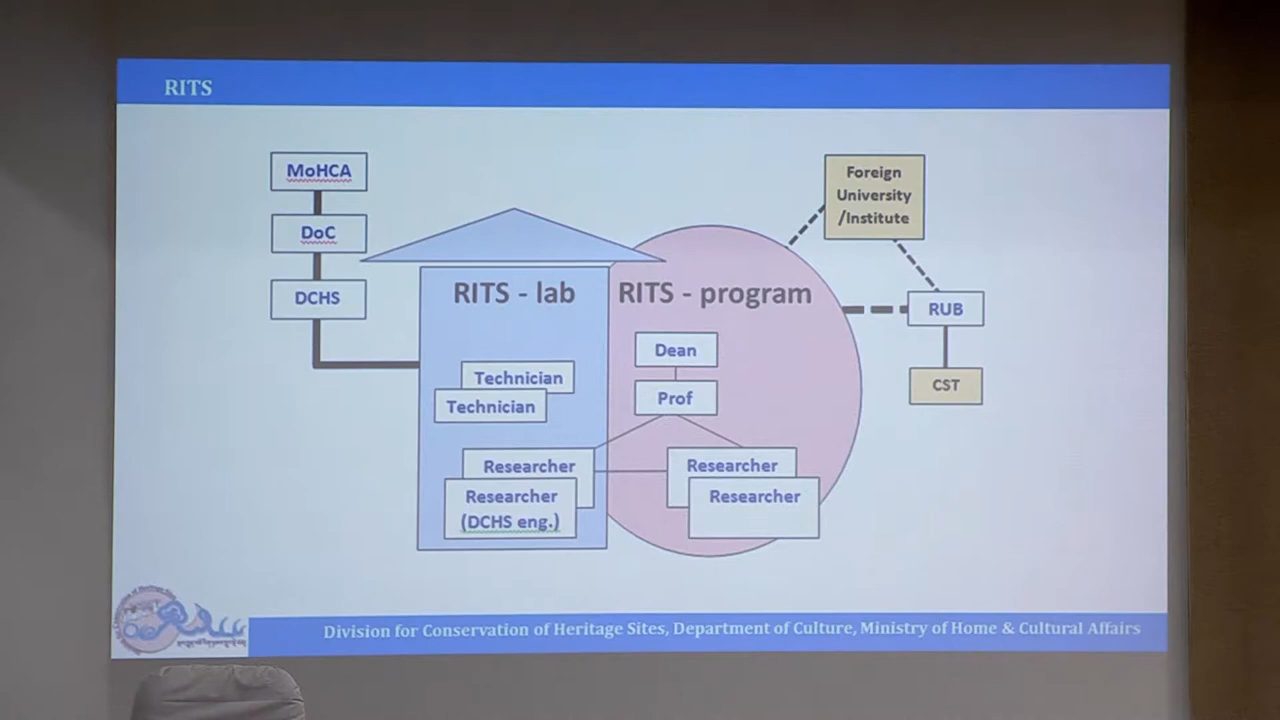 RITS
MoHCA
DoC
DCHS
RITS - lab
Technician
Technician
Researcher
Researcher
(DCHS eng.)
RITS - program
Dean
Prof
Researcher
Researcher
Foreign
University
/Institute
RUB
CST
Division for Conservation of Heritage Sites, Department of Culture, Ministry of Home & Cultural Affairs